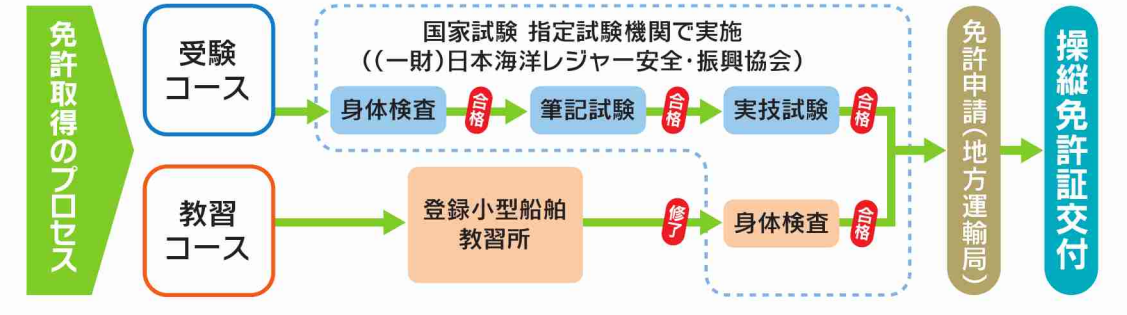 免許取得のプロセス
受験
コース
国家試験 指定試験機関で実施
((一財)日本海洋レジャー安全・振興協会)
身体検査
合格
筆記試験
合格
実技試験
合格
教習
コース
登録小型船舶
教習所
修了
身体検査
合格
免許申請(地方運輸局)
操縦免許証交付